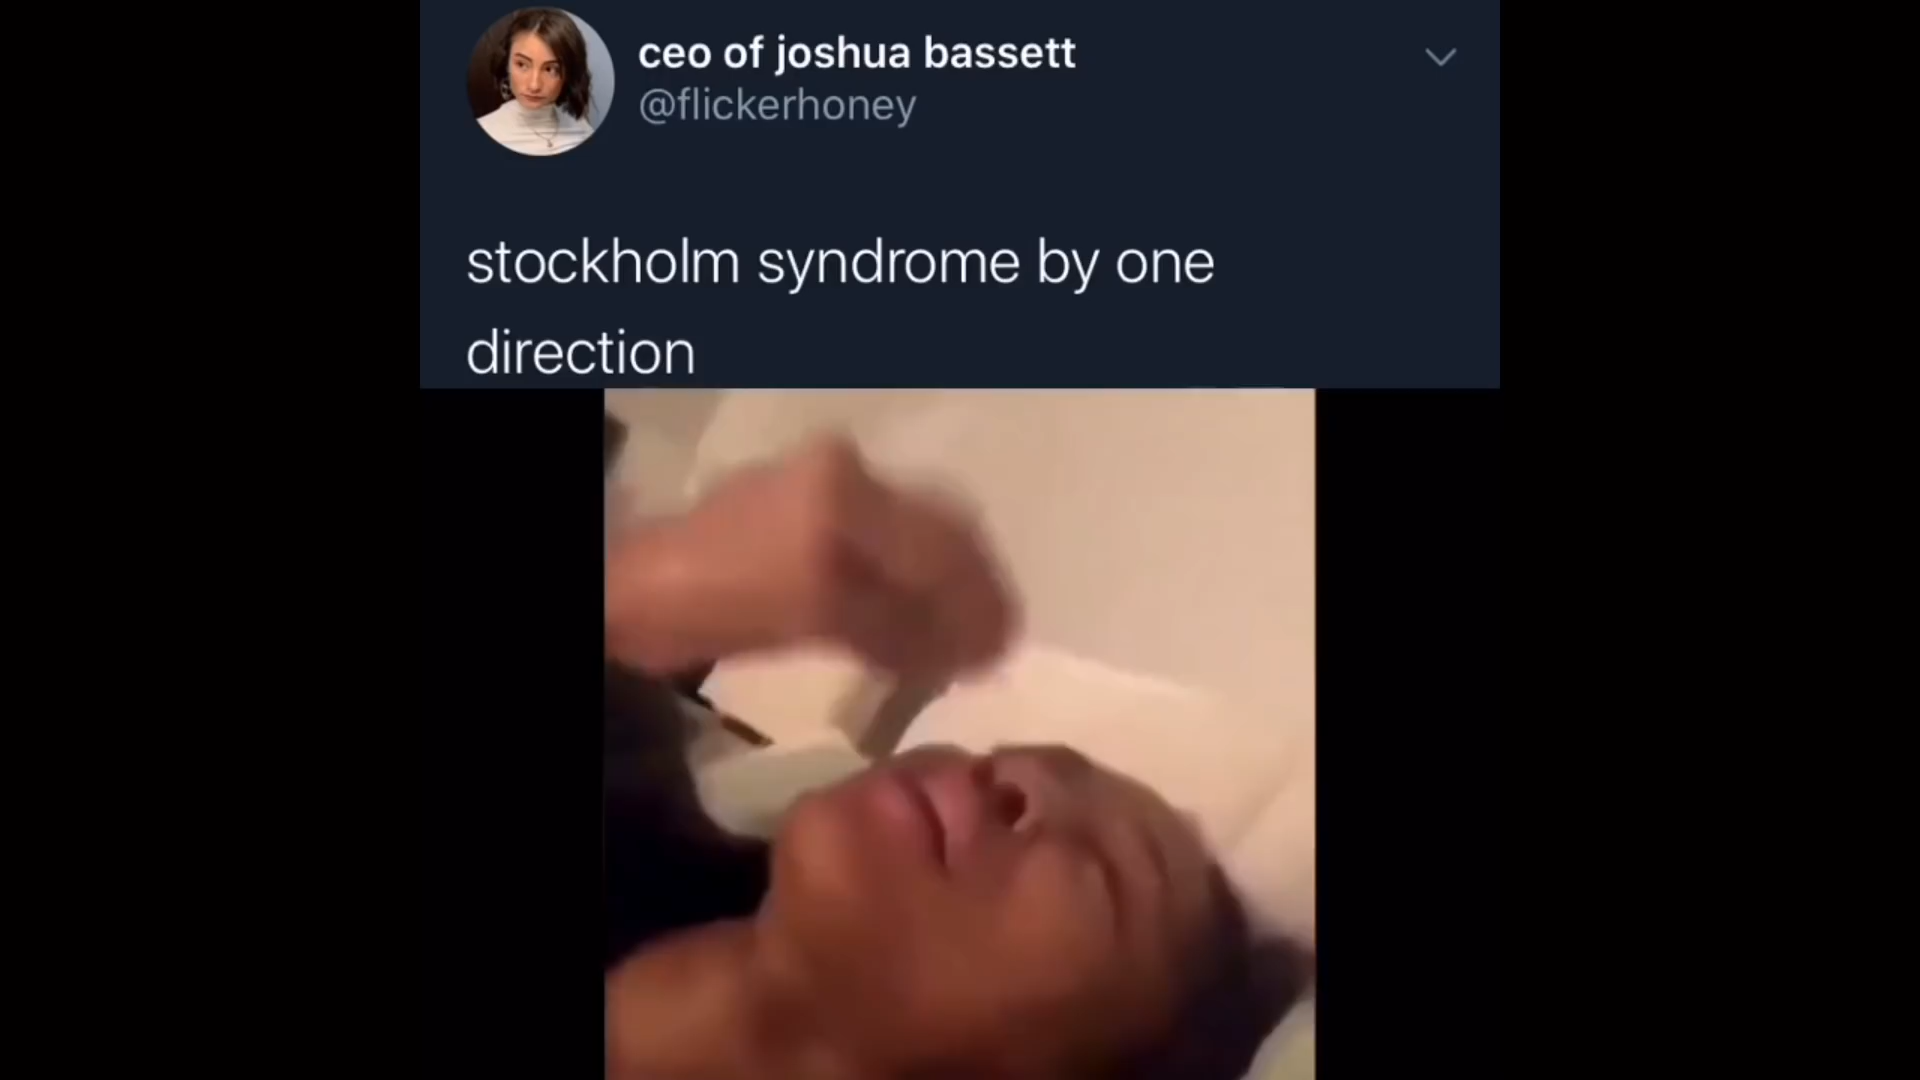 ceo of joshua bassett
@flickerhoney
stockholm syndrome by one
direction